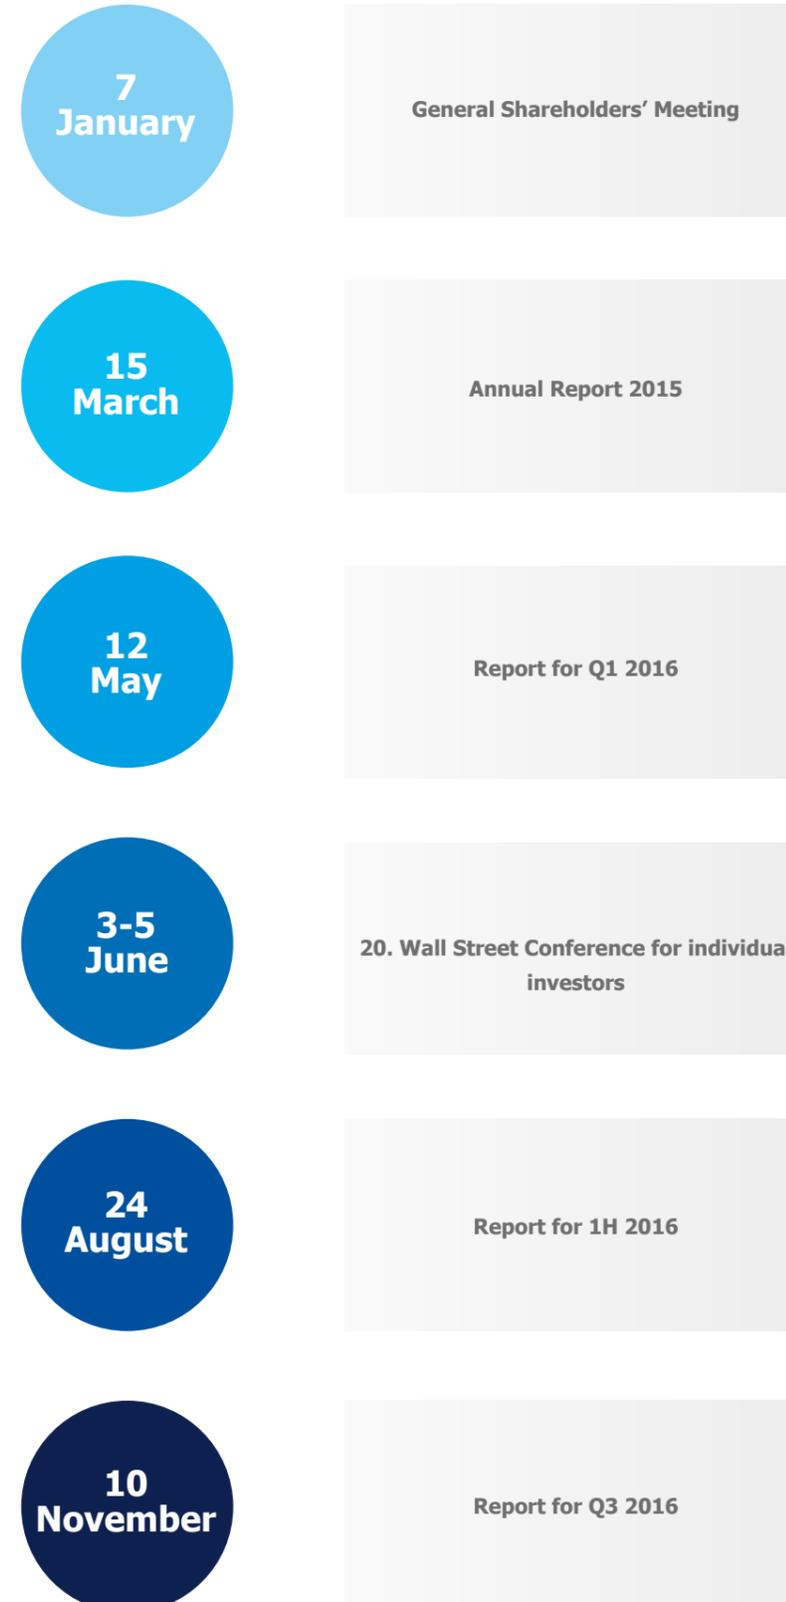 7
January
General Shareholders’ Meeting
15
March
Annual Report 2015
12
May
Report for Q1 2016
3-5
June
20. Wall Street Conference for individua
investors
24
August
Report for 1H 2016
10
November
Report for Q3 2016